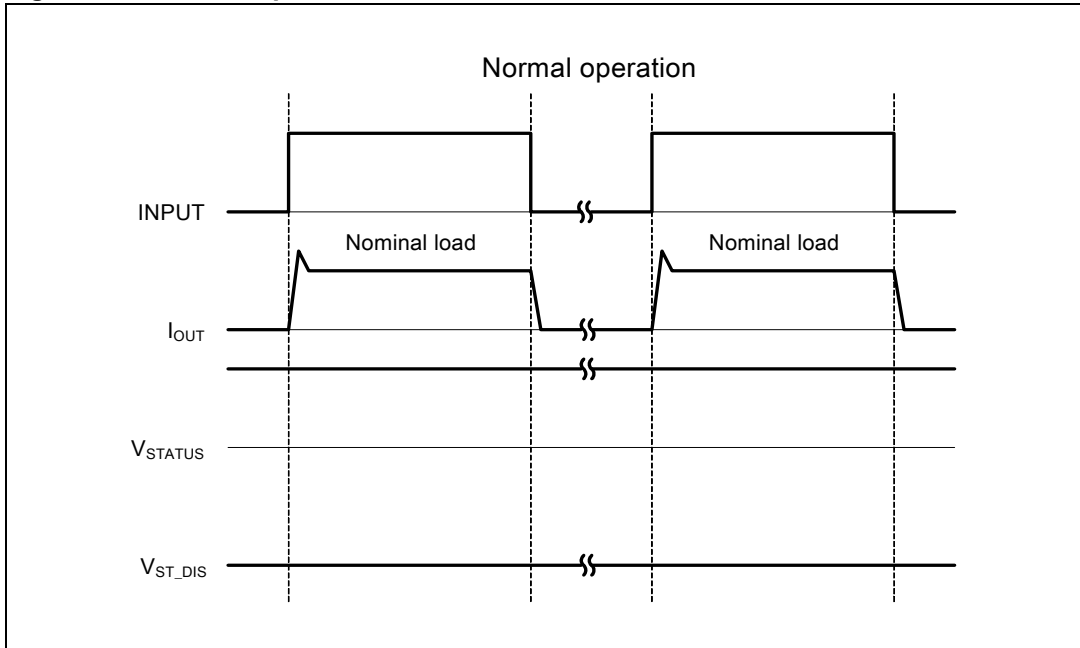 Normal operation
INPUT
Nominal load Nominal load
IOUT
VSTATUS
VST_DIS